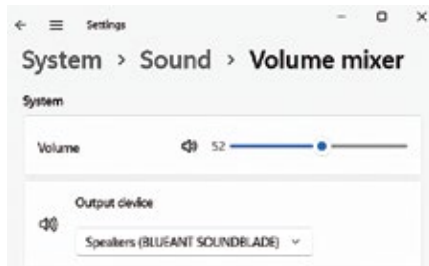 Settings
System > Sound > Volume mixer
System
Volume 52
Output device
Speakers (BLUEANT SOUNDBLADE)